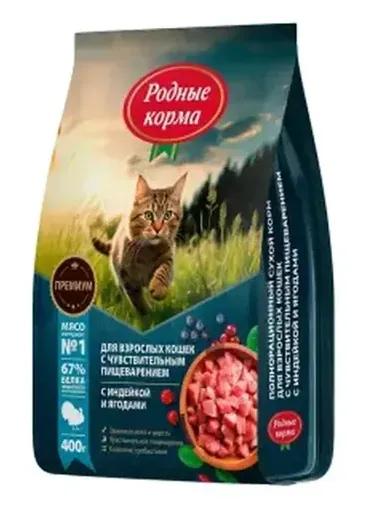 Родные
корма
ПРЕМИУМ
МЯСО
№1
67%
БЕЛКА
400г
ДЛЯ ВЗРОСЛЫХ КОШЕК
С ЧУВСТВИТЕЛЬНЫМ
ПИЩЕВАРЕНИЕМ
С ИНДЕЙКОЙ
И ЯГОДАМИ
ПОЛНОРАЦИОННЫЙ СУХОЙ КОРМ
ДЛЯ ВЗРОСЛЫХ КОШЕК
С ЧУВСТВИТЕЛЬНЫМ ПИЩЕВАРЕНИЕМ
С ИНДЕЙКОЙ И ЯГОДАМИ
Родные
корма